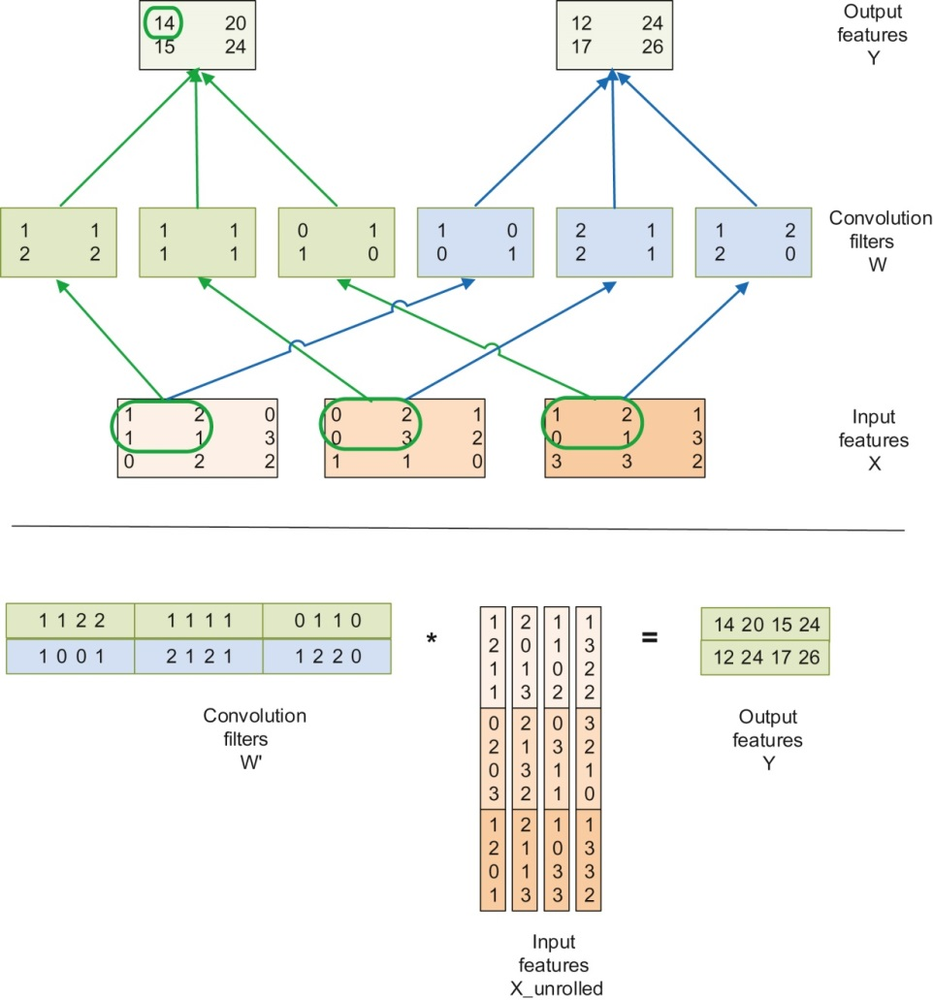 14 20 12 24
15 24 17 26
Output
features
Y
1 1 1 1 0 1 1 0 2 1 1 2
2 2 1 1 1 0 0 1 2 1 2 0
Convolution
filters
W
1 2 0 0 2 1 1 2 1
1 1 3 0 3 2 0 1 3
0 2 2 1 1 0 3 3 2
Input
features
X
1 1 2 2 1 1 1 1 0 1 1 0
1 0 0 1 2 1 2 1 1 2 2 0
Convolution
filters
W'
*
1 2 1 1
2 0 1 3
1 1 0 2
1 3 2 2
0 2 0 3
2 1 3 2
0 3 1 1
3 2 1 0
1 2 1 1
2 1 0 3
0 1 3 3
1 3 3 2
Input
features
X_unrolled
=
14 20 15 24
12 24 17 26
Output
features
Y